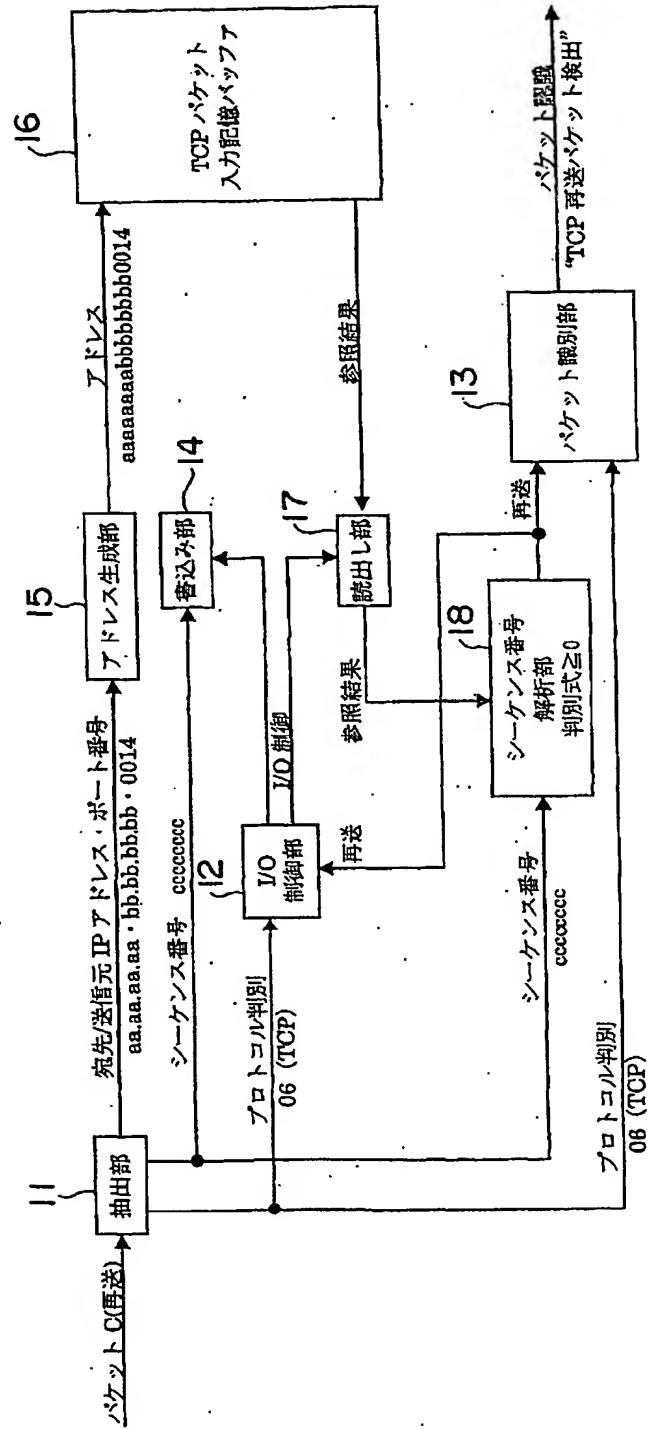 パケット C(再送)
11
抽出部
宛先/送信元 IP アドレス・ポート番号
aa.aa.aa.aa・bb.bb.bb.bb・0014
15
アドレス生成部
アドレス
aaaaaaaabbbbbbbb0014
16
TCP パケット
入力記憶バッファ
シーケンス番号 cccccccc
14
書込み部
プロトコル判別
06 (TCP)
12
I/O
制御部
I/O 制御
17
読出し部
参照結果
参照結果
再送
シーケンス番号
cccccccc
18
シーケンス番号
解析部
判別式≧0
再送
13
パケット識別部
パケット認識
“TCP 再送パケット検出”
プロトコル判別
06 (TCP)